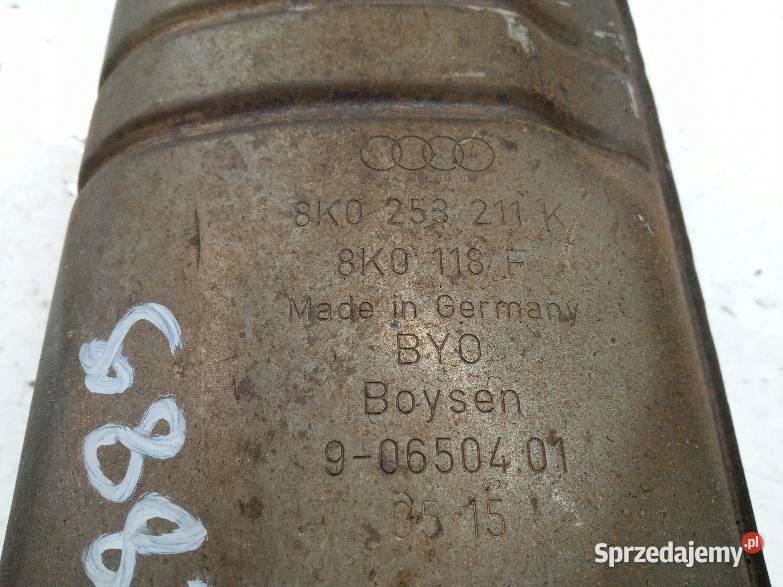 8K0 253 211 K
8K0 118 F
Made in Germany
BYO
Boysen
9-06504.01
05 15
Sprzedajemy.pl